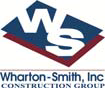 WS
Wharton-Smith, Inc
CONSTRUCTION GROUP